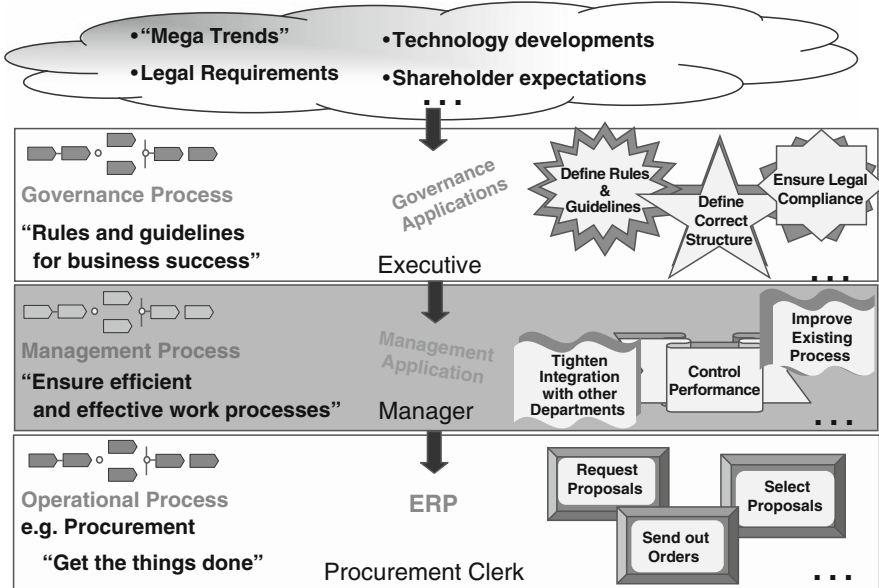 •“Mega Trends”
•Technology developments
•Legal Requirements
•Shareholder expectations
...
Governance Process
“Rules and guidelines
for business success”
Governance
Applications
Executive
Define Rules
&
Guidelines
Define
Correct
Structure
Ensure Legal
Compliance
...
Management Process
“Ensure efficient
and effective work processes”
Management
Application
Manager
Tighten
Integration
with other
Departments
Control
Performance
Improve
Existing
Process
...
Operational Process
e.g. Procurement
“Get the things done”
ERP
Procurement Clerk
Request
Proposals
Send out
Orders
Select
Proposals
...